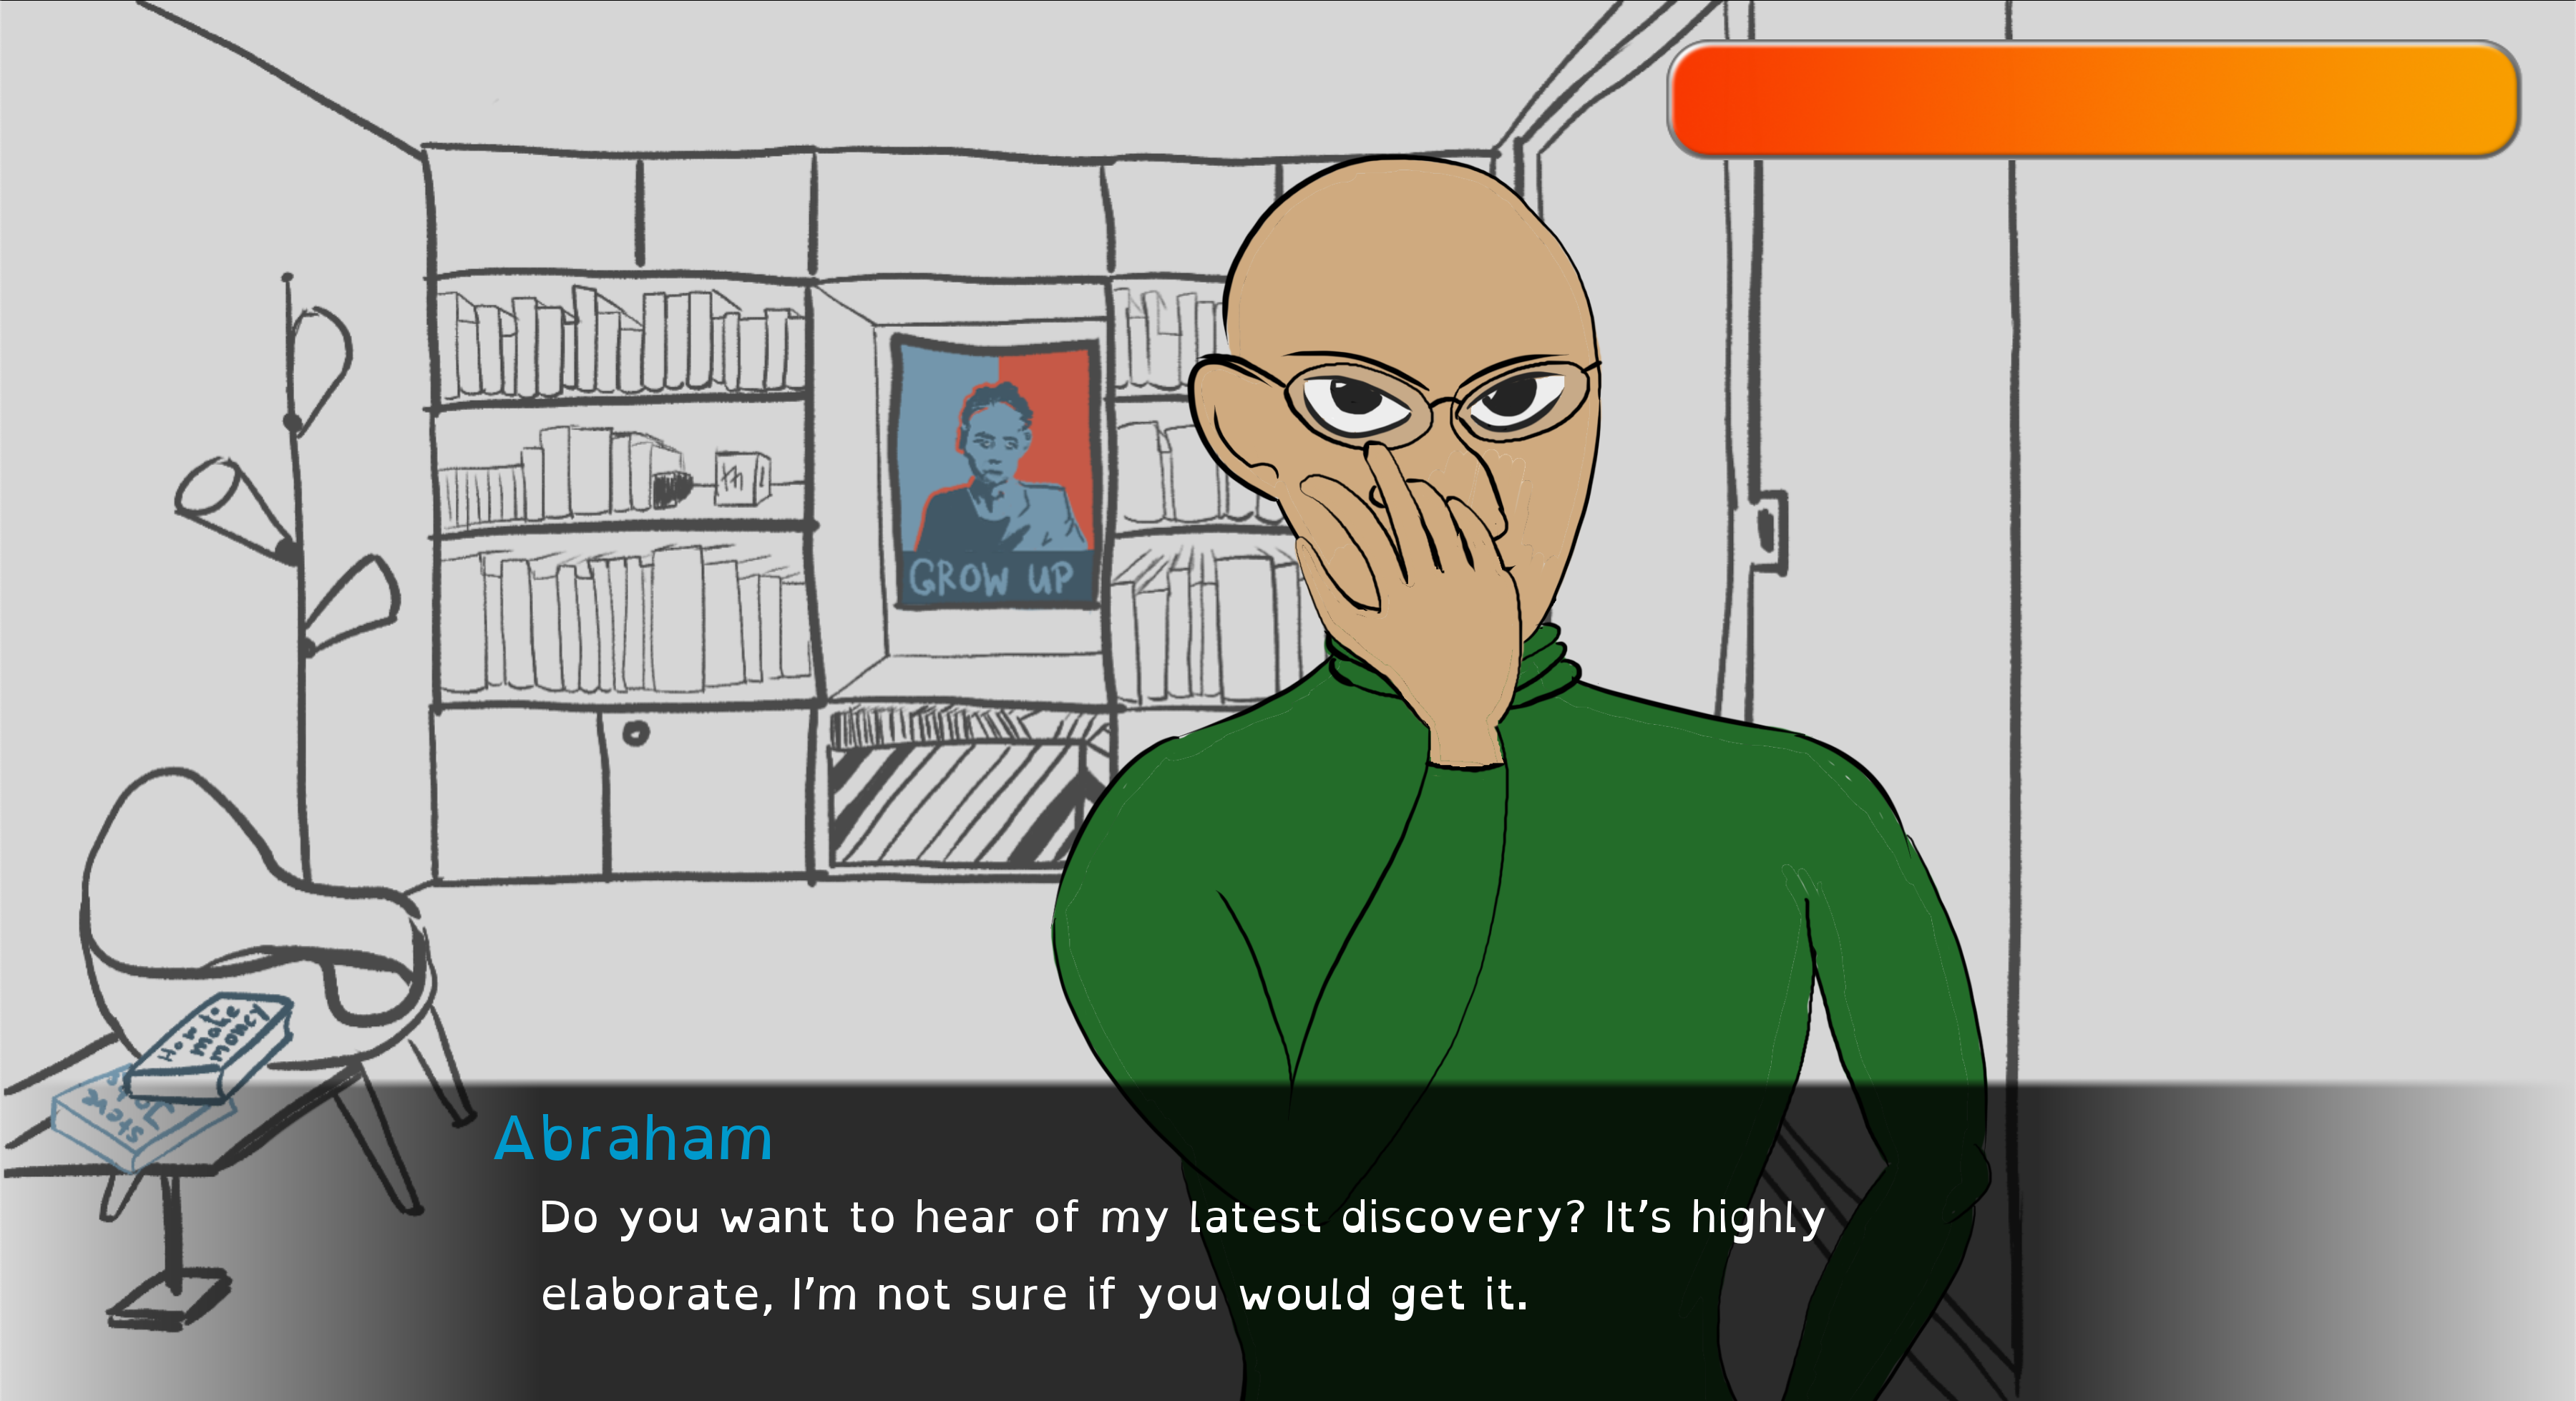 GROW UP
How to
make
money
Steve
Abraham
Do you want to hear of my latest discovery? It's highly
elaborate, I'm not sure if you would get it.